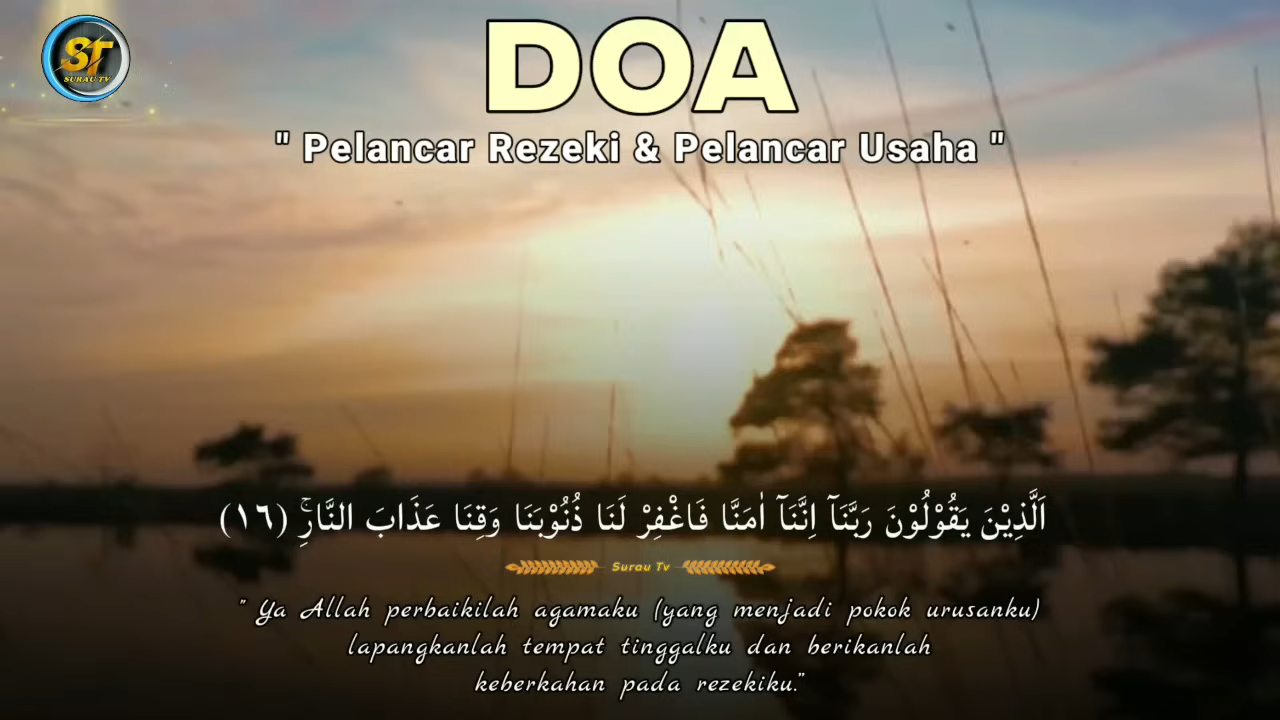 ST
SURAU TV
DOA
" Pelancar Rezeki & Pelancar Usaha "
اَلَّذِيْنَ يَقُوْلُوْنَ رَبَّنَآ اِنَّنَآ اٰمَنَّا فَاغْفِرْ لَنَا ذُنُوْبَنَا وَقِنَا عَذَابَ النَّارِۚ (١٦)
Surau Tv
" Ya Allah perbaikilah agamaku (yang menjadi pokok urusanku)
lapangkanlah tempat tinggalku dan berikanlah
keberkahan pada rezekiku."